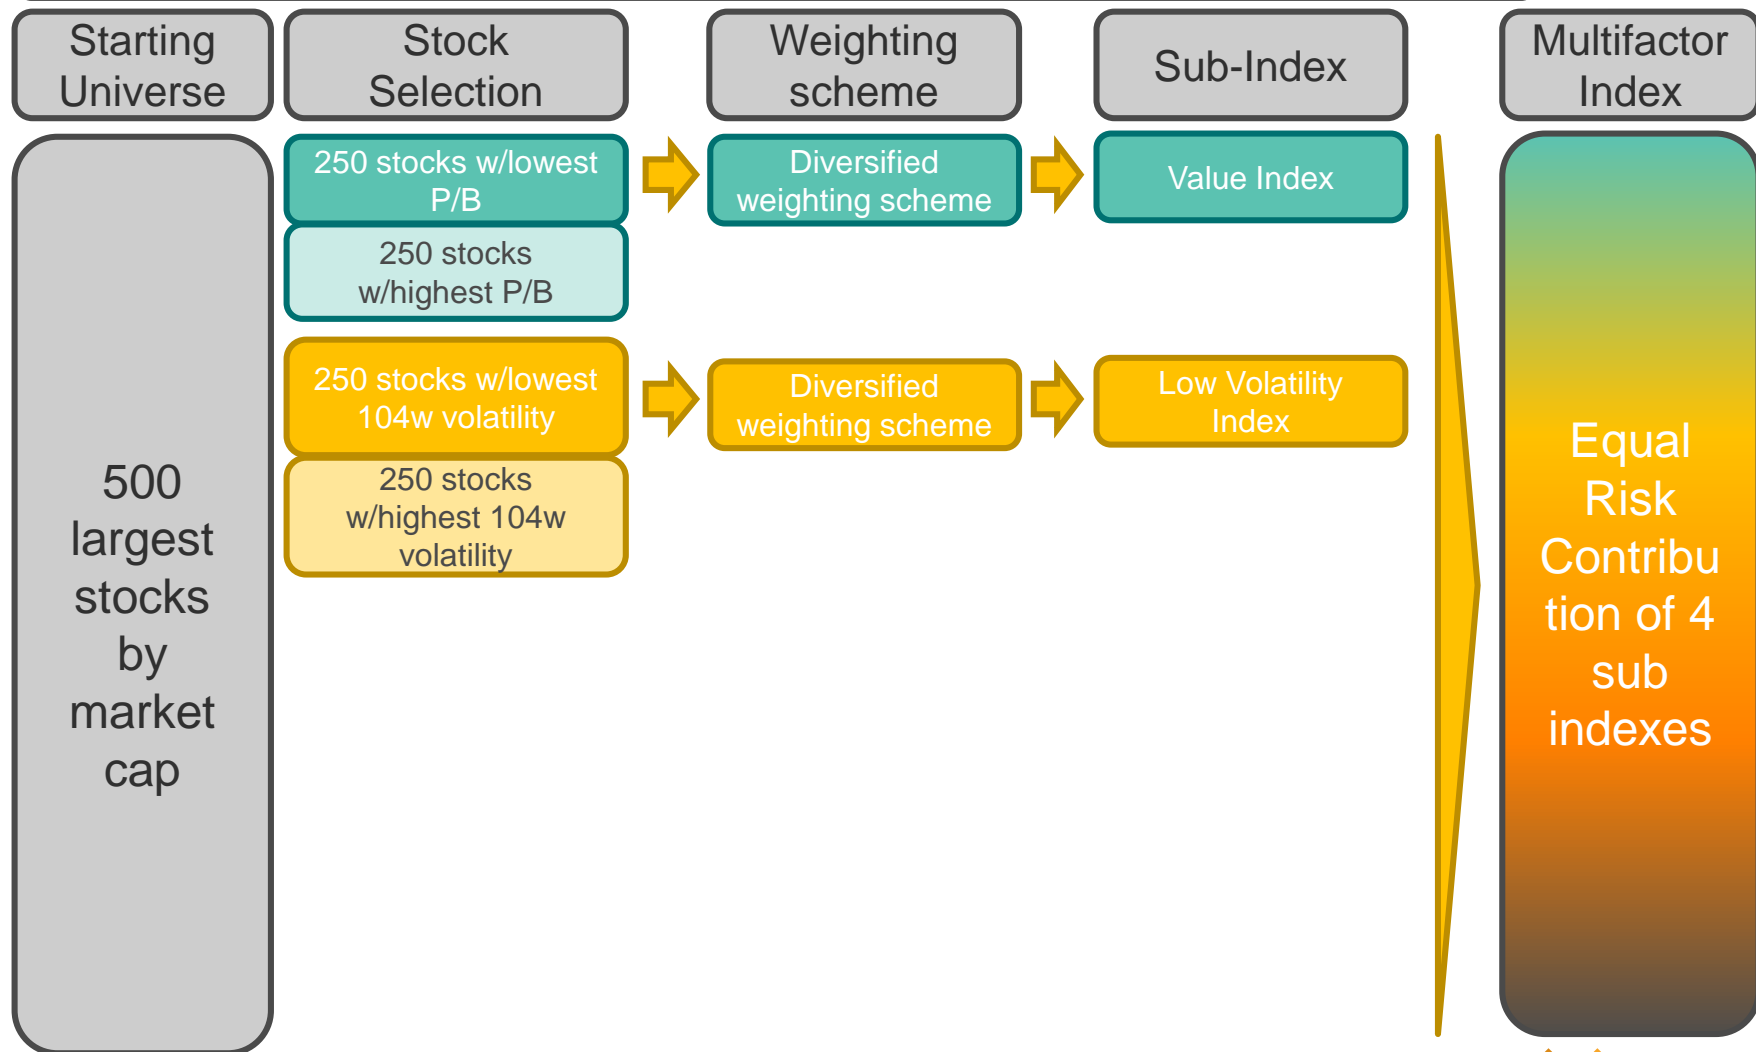 Starting
Universe
Stock
Selection
Weighting
scheme
Sub-Index
Multifactor
Index
500
largest
stocks
by
market
cap
250 stocks w/lowest
P/B
Diversified
weighting scheme
Value Index
250 stocks
w/highest P/B
250 stocks w/lowest
104w volatility
Diversified
weighting scheme
Low Volatility
Index
250 stocks
w/highest 104w
volatility
Equal
Risk
Contribu
tion of 4
sub
indexes